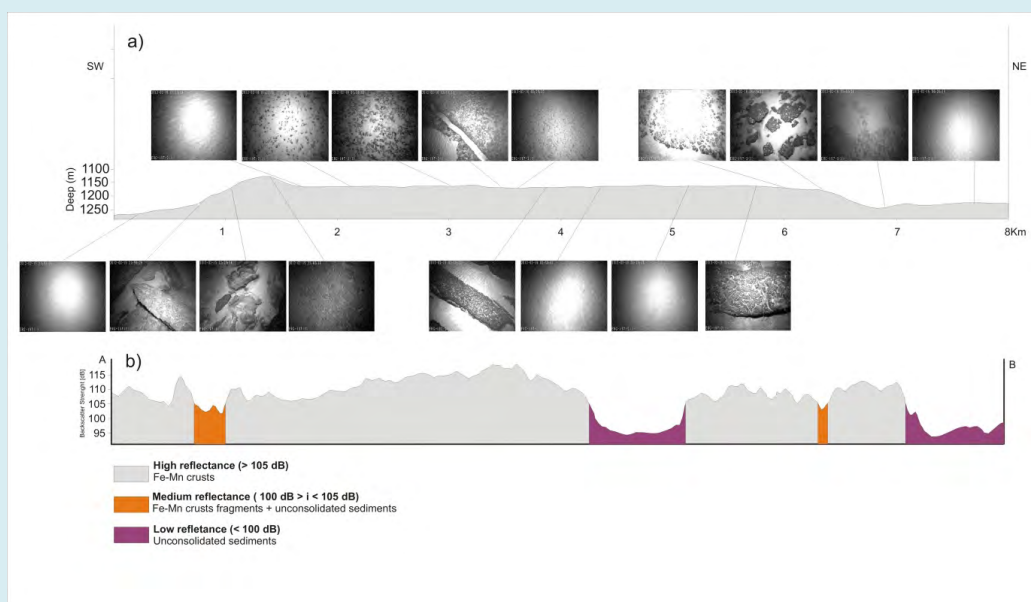 a)
SW
NE
Deep (m)
1100
1150
1200
1250
1
2
3
4
5
6
7
8Km
b)
A
B
Backscatter Strenght [dB]
115
110
105
100
95
High reflectance (> 105 dB)
Fe-Mn crusts
Medium reflectance ( 100 dB > i < 105 dB)
Fe-Mn crusts fragments + unconsolidated sediments
Low refletance (< 100 dB)
Unconsolidated sediments